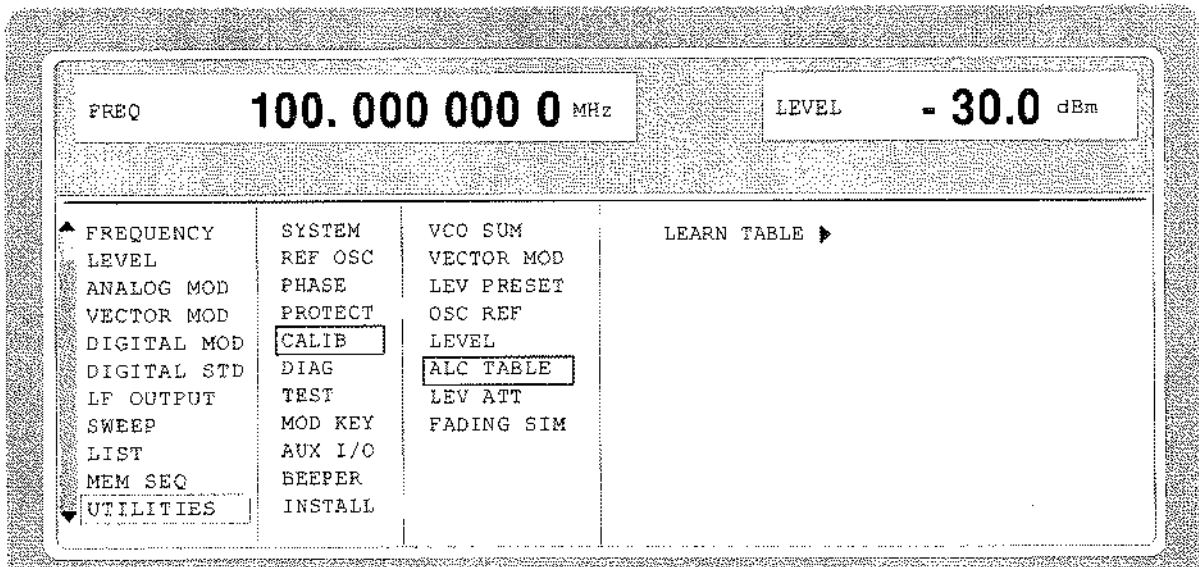 FREQ 100. 000 000 0 MHz LEVEL - 30.0 dBm
FREQUENCY SYSTEM VCO SUM LEARN TABLE
LEVEL REF OSC VECTOR MOD
ANALOG MOD PHASE LEV PRESET
VECTOR MOD PROTECT OSC REF
DIGITAL MOD CALIB LEVEL
DIGITAL STD DIAG ALC TABLE
LF OUTPUT TEST LEV ATT
SWEEP MOD KEY FADING SIM
LIST AUX I/O
MEM SEQ BEEPER
UTILITIES INSTALL